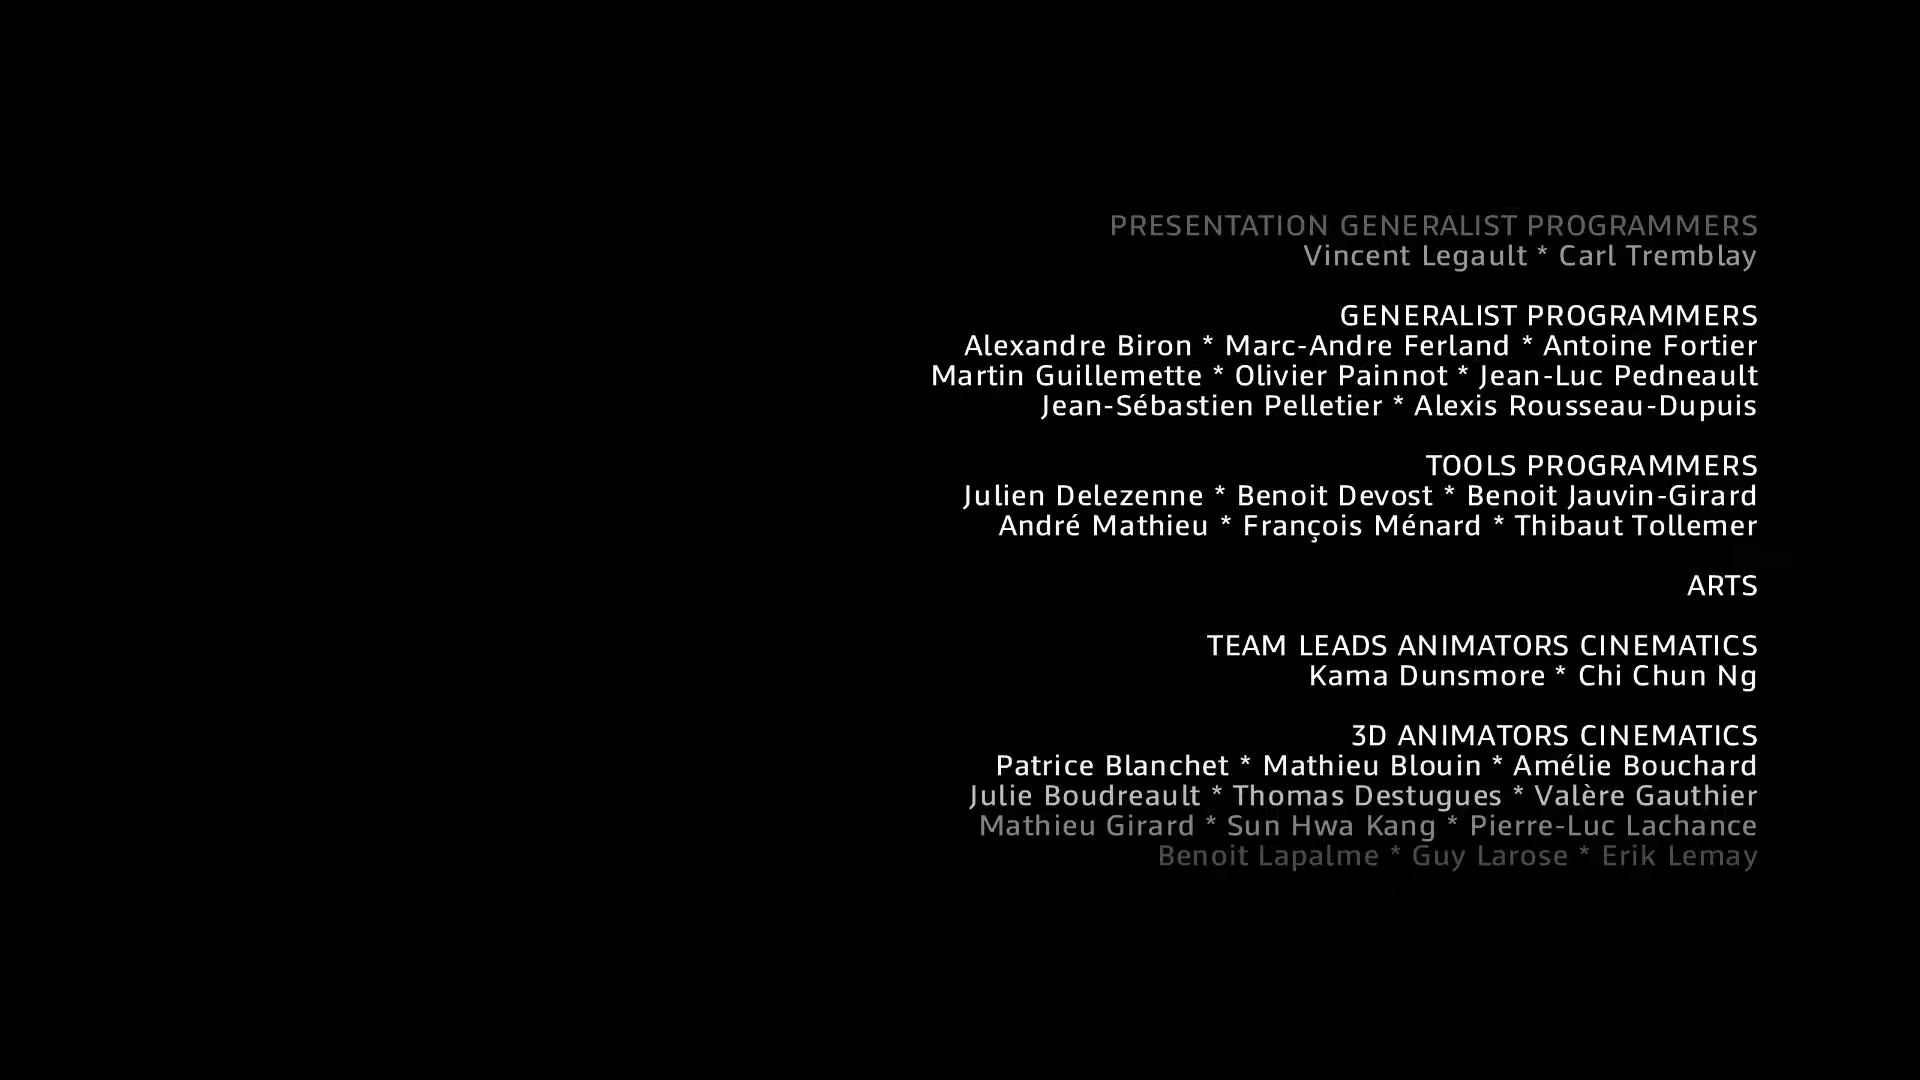 PRESENTATION GENERALIST PROGRAMMERS
Vincent Legault * Carl Tremblay
GENERALIST PROGRAMMERS
Alexandre Biron * Marc-Andre Ferland * Antoine Fortier
Martin Guillemette * Olivier Painnot * Jean-Luc Pedneault
Jean-Sébastien Pelletier * Alexis Rousseau-Dupuis
TOOLS PROGRAMMERS
Julien Delezenne * Benoit Devost * Benoit Jauvin-Girard
André Mathieu * François Ménard * Thibaut Tollemer
ARTS
TEAM LEADS ANIMATORS CINEMATICS
Kama Dunsmore * Chi Chun Ng
3D ANIMATORS CINEMATICS
Patrice Blanchet * Mathieu Blouin * Amélie Bouchard
Julie Boudreault * Thomas Destugues * Valère Gauthier
Mathieu Girard * Sun Hwa Kang * Pierre-Luc Lachance
Benoit Lapalme * Guy Larose * Erik Lemay